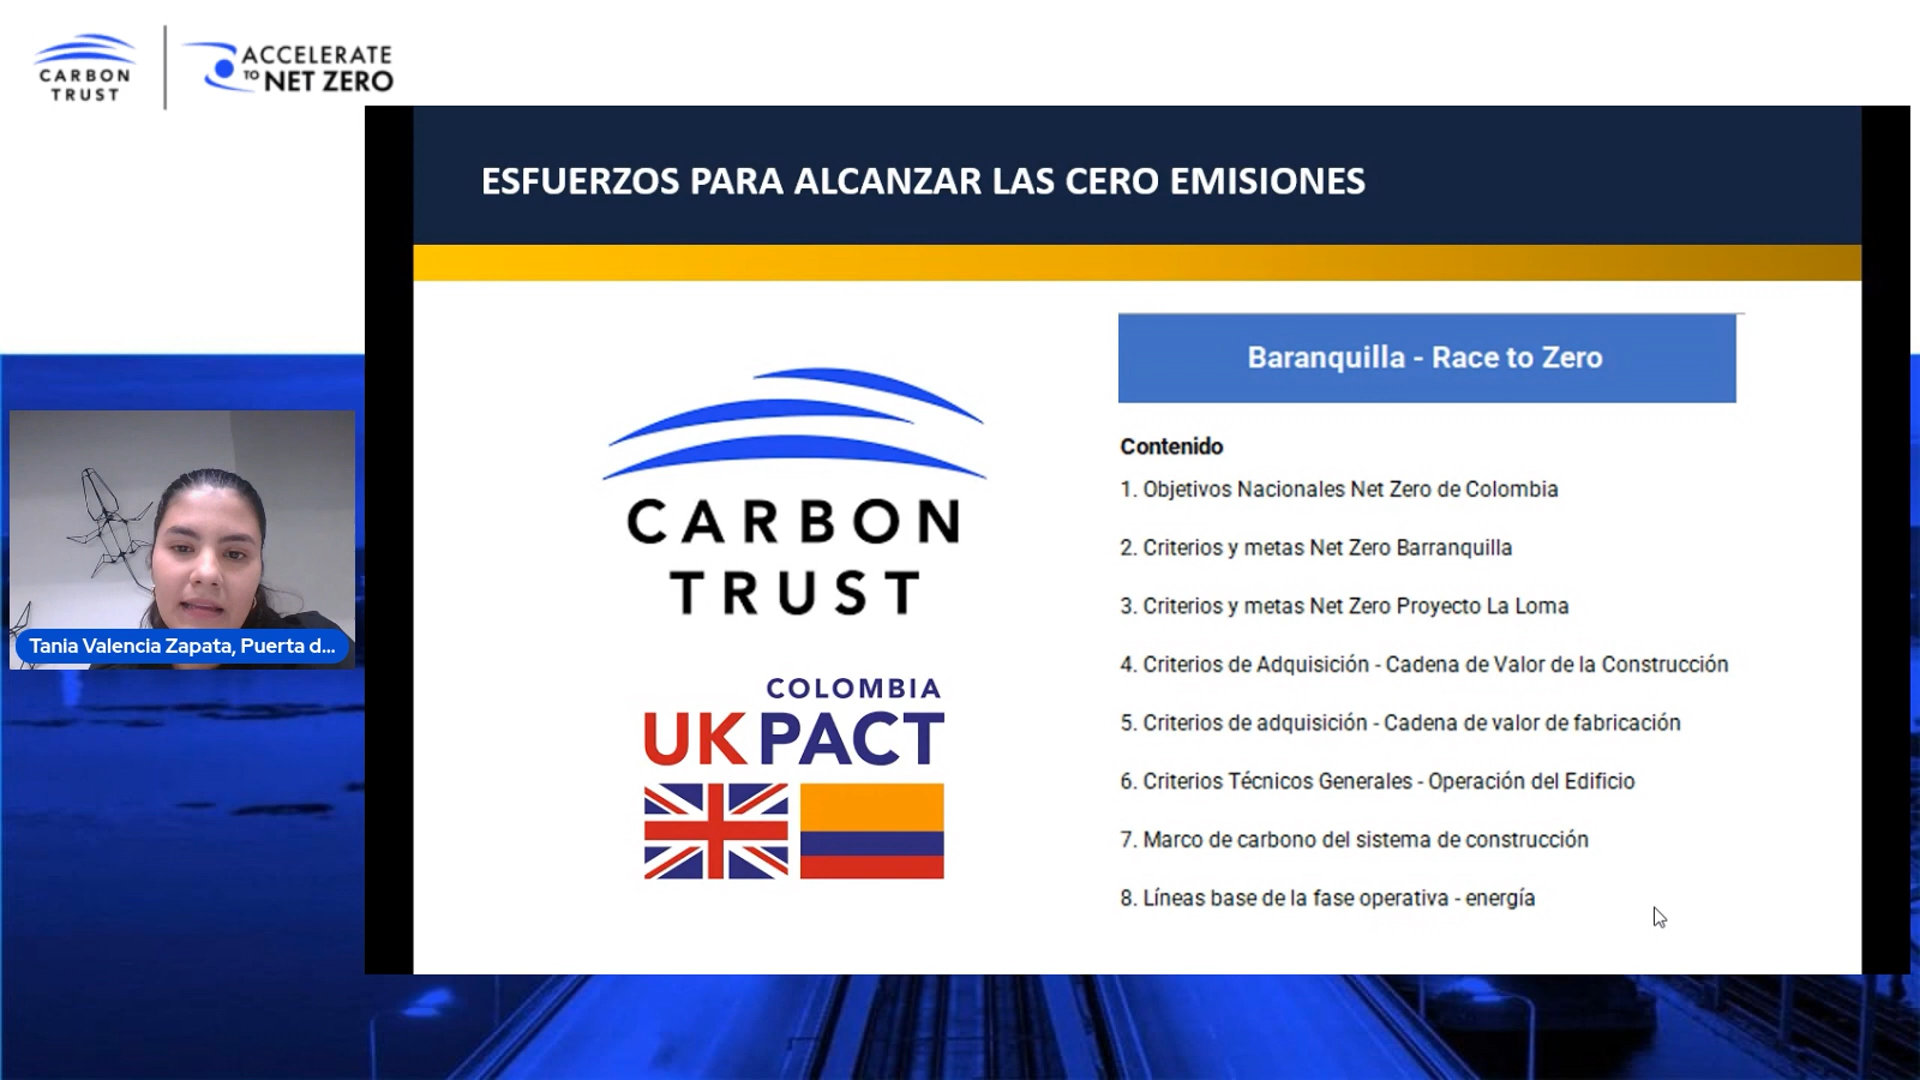 CARBON
TRUST
ACCELERATE
TO NET ZERO
ESFUERZOS PARA ALCANZAR LAS CERO EMISIONES
CARBON
TRUST
COLOMBIA
UK PACT
Baranquilla - Race to Zero
Contenido
1. Objetivos Nacionales Net Zero de Colombia
2. Criterios y metas Net Zero Barranquilla
3. Criterios y metas Net Zero Proyecto La Loma
4. Criterios de Adquisición - Cadena de Valor de la Construcción
5. Criterios de adquisición - Cadena de valor de fabricación
6. Criterios Técnicos Generales - Operación del Edificio
7. Marco de carbono del sistema de construcción
8. Líneas base de la fase operativa - energía
Tania Valencia Zapata, Puerta d...